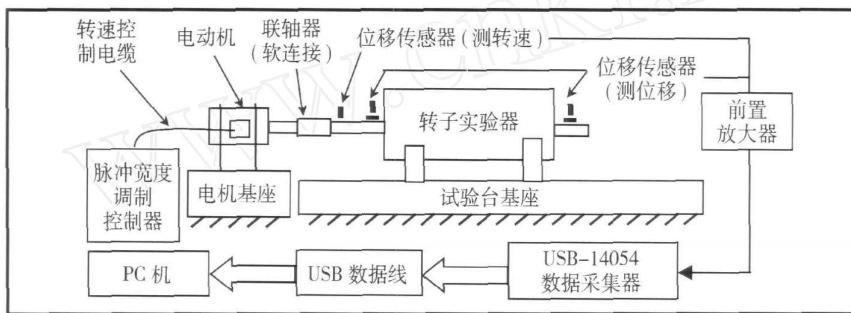 转速控
制电缆
电动机
联轴器
(软连接)
位移传感器(测转速)
位移传感器
(测位移)
前置
放大器
转子实验器
脉冲宽度
调制
控制器
电机基座
试验台基座
PC 机
USB 数据线
USB-14054
数据采集器